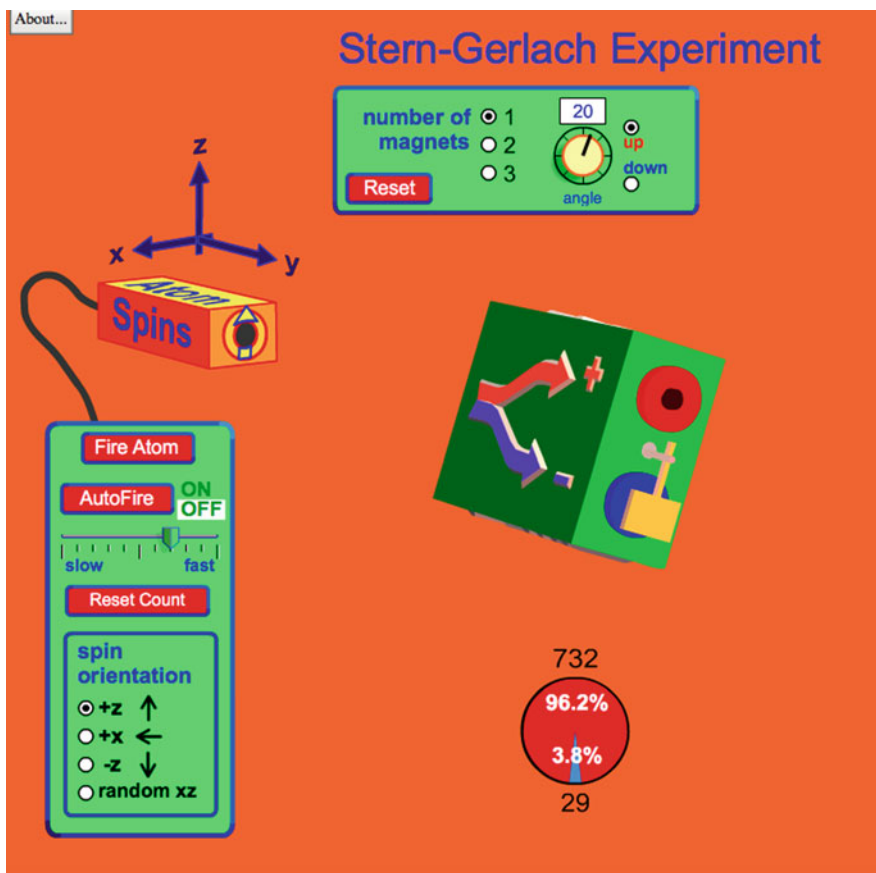 About...
Stern-Gerlach Experiment
number of
magnets
1
2
3
Reset
20
angle
up
down
z
x
y
Atom
Spins
+
-
Fire Atom
AutoFire
ON
OFF
slow
fast
Reset Count
spin
orientation
+z ↑
+x ←
-z ↓
random xz
732
96.2%
3.8%
29